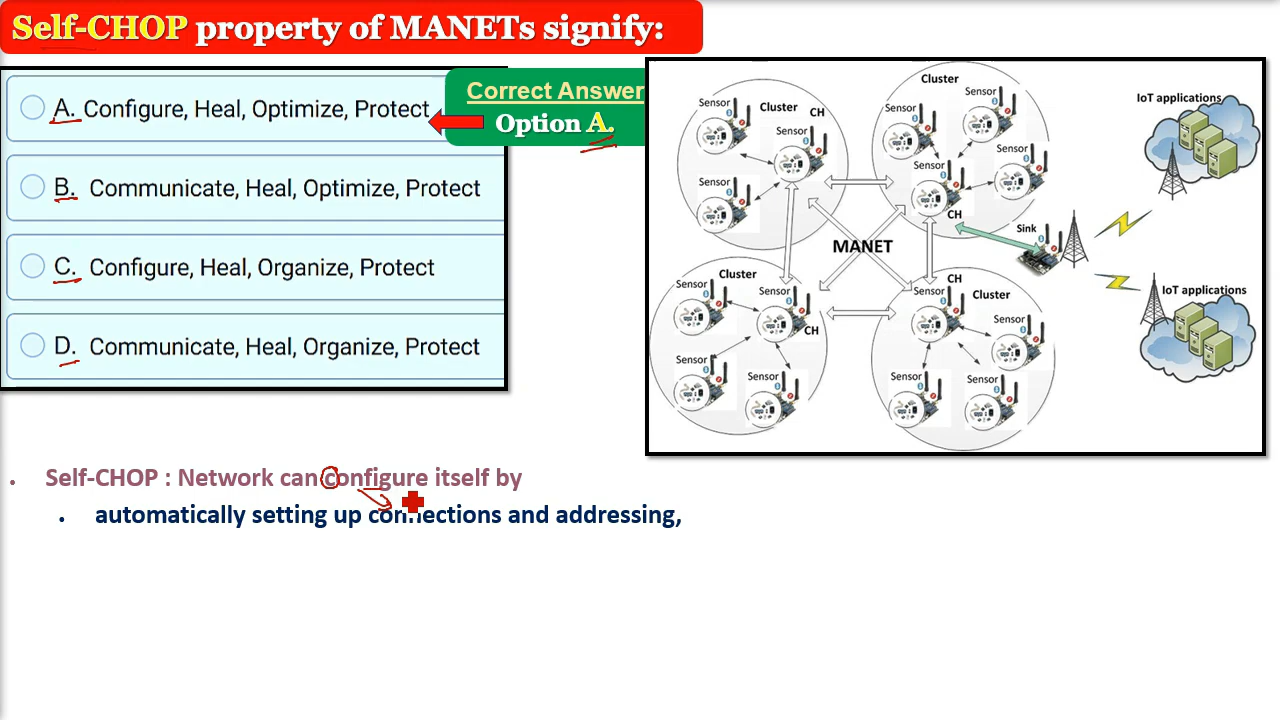 Self-CHOP property of MANETs signify:
A. Configure, Heal, Optimize, Protect
B. Communicate, Heal, Optimize, Protect
C. Configure, Heal, Organize, Protect
D. Communicate, Heal, Organize, Protect
Correct Answer
Option A.
Sensor
Cluster
CH
Sensor
Sensor
Cluster
Sensor
Sensor
Sensor
Sensor
CH
MANET
Sink
IoT applications
IoT applications
Cluster
Sensor
Sensor
CH
Sensor
Sensor
CH
Sensor
Cluster
Sensor
Sensor
Sensor
Self-CHOP : Network can configure itself by
automatically setting up connections and addressing,